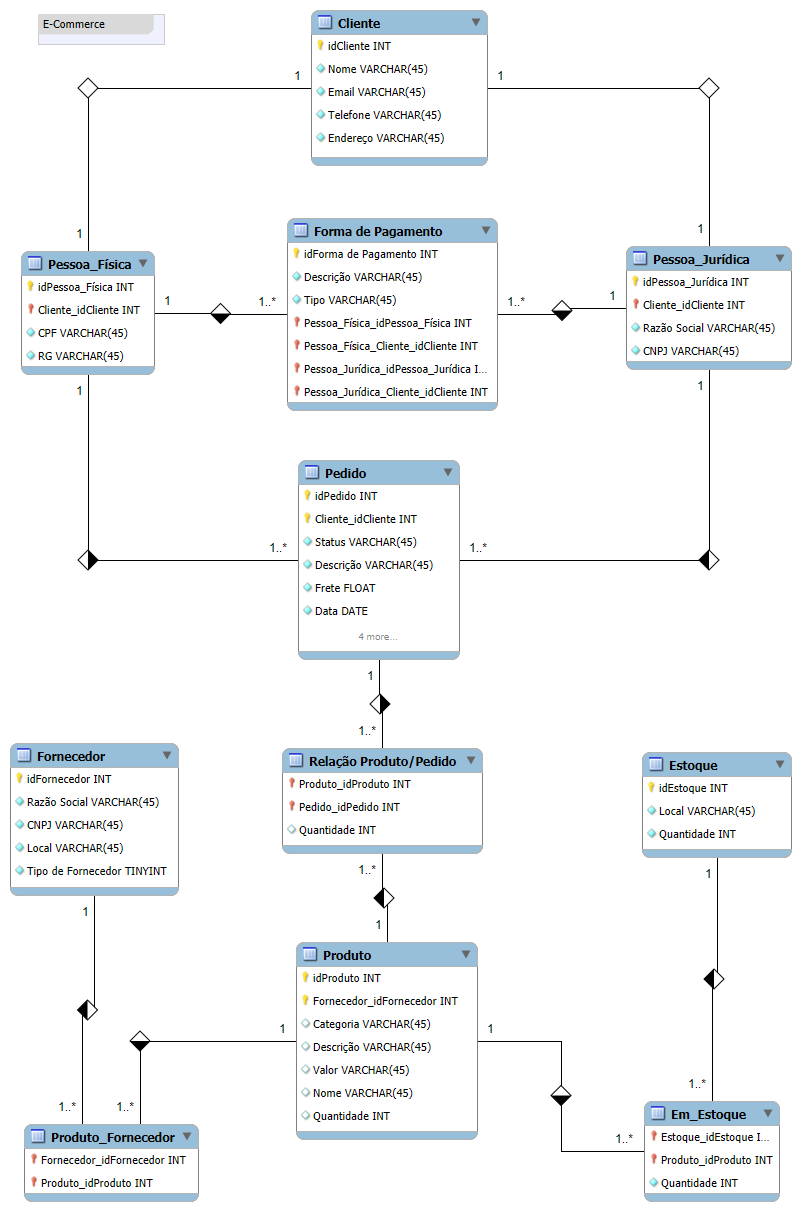 E-Commerce
Cliente
idCliente INT
Nome VARCHAR(45)
Email VARCHAR(45)
Telefone VARCHAR(45)
Endereço VARCHAR(45)
1
1
1
1
Pessoa_Física
idPessoa_Física INT
Cliente_idCliente INT
CPF VARCHAR(45)
RG VARCHAR(45)
1
1..*
Forma de Pagamento
idForma de Pagamento INT
Descrição VARCHAR(45)
Tipo VARCHAR(45)
Pessoa_Física_idPessoa_Física INT
Pessoa_Física_Cliente_idCliente INT
Pessoa_Jurídica_idPessoa_Jurídica I...
Pessoa_Jurídica_Cliente_idCliente INT
1..*
1
Pessoa_Jurídica
idPessoa_Jurídica INT
Cliente_idCliente INT
Razão Social VARCHAR(45)
CNPJ VARCHAR(45)
1
1
1..*
1..*
Pedido
idPedido INT
Cliente_idCliente INT
Status VARCHAR(45)
Descrição VARCHAR(45)
Frete FLOAT
Data DATE
4 more...
1
1..*
Fornecedor
idFornecedor INT
Razão Social VARCHAR(45)
CNPJ VARCHAR(45)
Local VARCHAR(45)
Tipo de Fornecedor TINYINT
Relação Produto/Pedido
Produto_idProduto INT
Pedido_idPedido INT
Quantidade INT
Estoque
idEstoque INT
Local VARCHAR(45)
Quantidade INT
1..*
1
1
1
Produto
idProduto INT
Fornecedor_idFornecedor INT
Categoria VARCHAR(45)
Descrição VARCHAR(45)
Valor VARCHAR(45)
Nome VARCHAR(45)
Quantidade INT
1
1
1..*
1..*
1..*
1..*
Produto_Fornecedor
Fornecedor_idFornecedor INT
Produto_idProduto INT
Em_Estoque
Estoque_idEstoque I...
Produto_idProduto INT
Quantidade INT